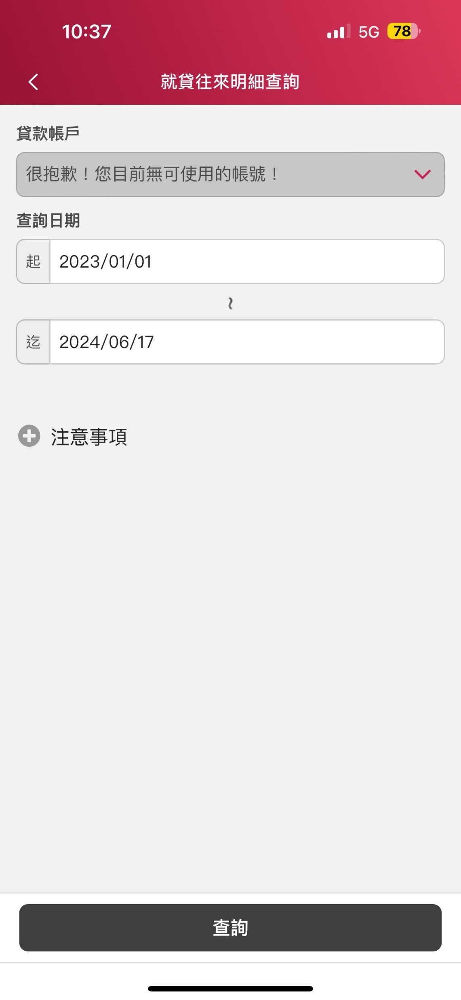 10:37
5G 78
就貸往來明細查詢
貸款帳戶
很抱歉！您目前無可使用的帳號！
查詢日期
起 2023/01/01
~
迄 2024/06/17
注意事項
查詢